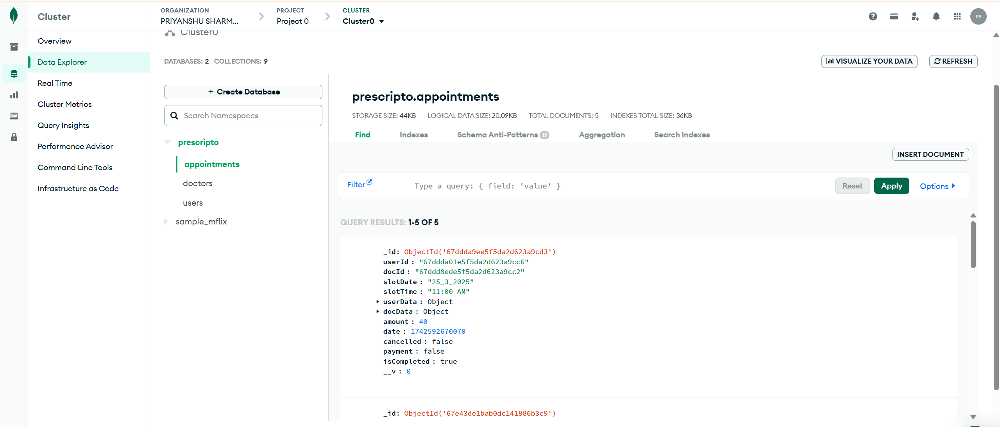 Cluster
ORGANIZATION
PRIYANSHU SHARM...
PROJECT
Project 0
CLUSTER
Cluster0
PS
Overview
Data Explorer
Real Time
Cluster Metrics
Query Insights
Performance Advisor
Command Line Tools
Infrastructure as Code
Cluster0
DATABASES: 2 COLLECTIONS: 9
VISUALIZE YOUR DATA
REFRESH
+ Create Database
Search Namespaces
prescripto
appointments
doctors
users
sample_mflix
prescripto.appointments
STORAGE SIZE: 44KB LOGICAL DATA SIZE: 20.09KB TOTAL DOCUMENTS: 5 INDEXES TOTAL SIZE: 36KB
Find Indexes Schema Anti-Patterns 0 Aggregation Search Indexes
INSERT DOCUMENT
Filter Type a query: { field: 'value' } Reset Apply Options
QUERY RESULTS: 1-5 OF 5
_id: ObjectId('67ddda9ee5f5da2d623a9cd3')
userId : "67ddda01e5f5da2d623a9cc6"
docId : "67ddd8ede5f5da2d623a9cc2"
slotDate : "25_3_2025"
slotTime : "11:00 AM"
userData : Object
docData : Object
amount : 40
date : 1742592670070
cancelled : false
payment : false
isCompleted : true
__v : 0
_id: ObjectId('67e43de1bab0dc141886b3c9')